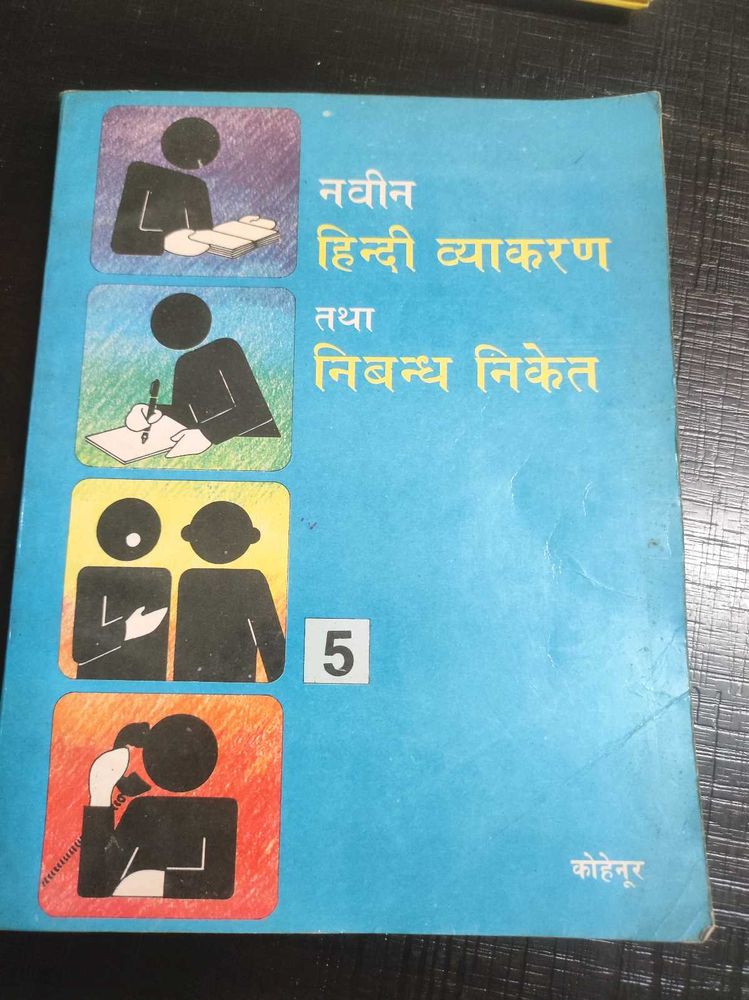 नवीन
हिन्दी व्याकरण
तथा
निबन्ध निकेत
5
कोहेनूर